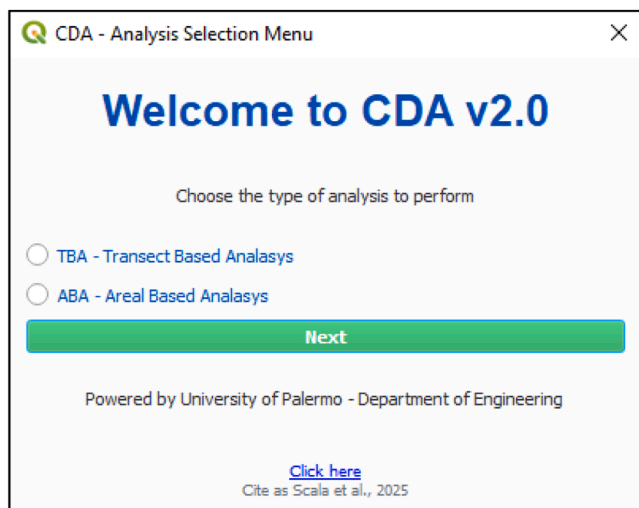 CDA - Analysis Selection Menu
Welcome to CDA v2.0
Choose the type of analysis to perform
TBA - Transect Based Analasys
ABA - Areal Based Analasys
Next
Powered by University of Palermo - Department of Engineering
Click here
Cite as Scala et al., 2025